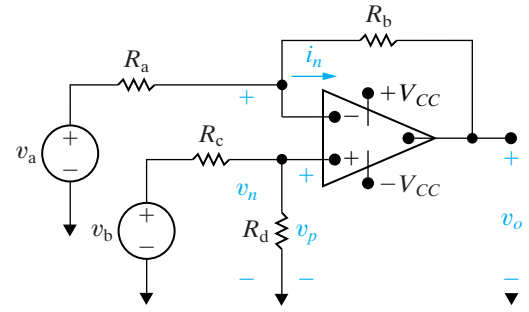 R_b
R_a
i_n
+
+V_CC
−
v_a
+
−
R_c
+
+
−V_CC
+
v_n
v_b
+
−
R_d
v_p
v_o
−
−
−